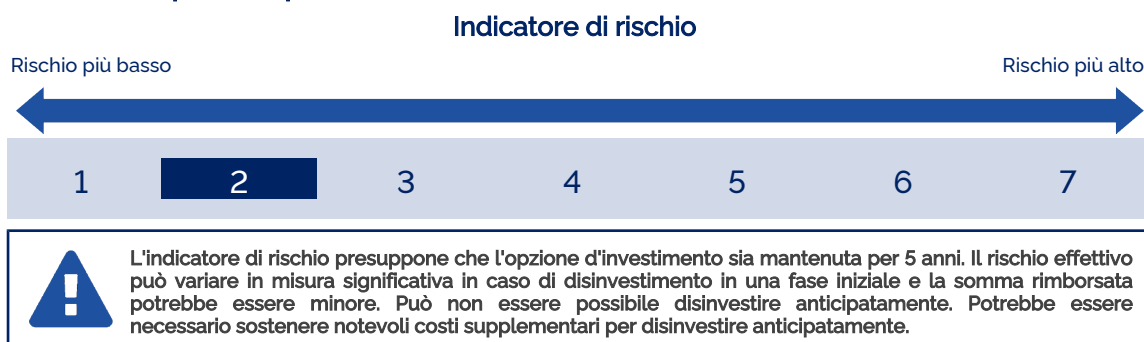 Indicatore di rischio
Rischio più basso
Rischio più alto
1 2 3 4 5 6 7
L'indicatore di rischio presuppone che l'opzione d'investimento sia mantenuta per 5 anni. Il rischio effettivo
può variare in misura significativa in caso di disinvestimento in una fase iniziale e la somma rimborsata
potrebbe essere minore. Può non essere possibile disinvestire anticipatamente. Potrebbe essere
necessario sostenere notevoli costi supplementari per disinvestire anticipatamente.